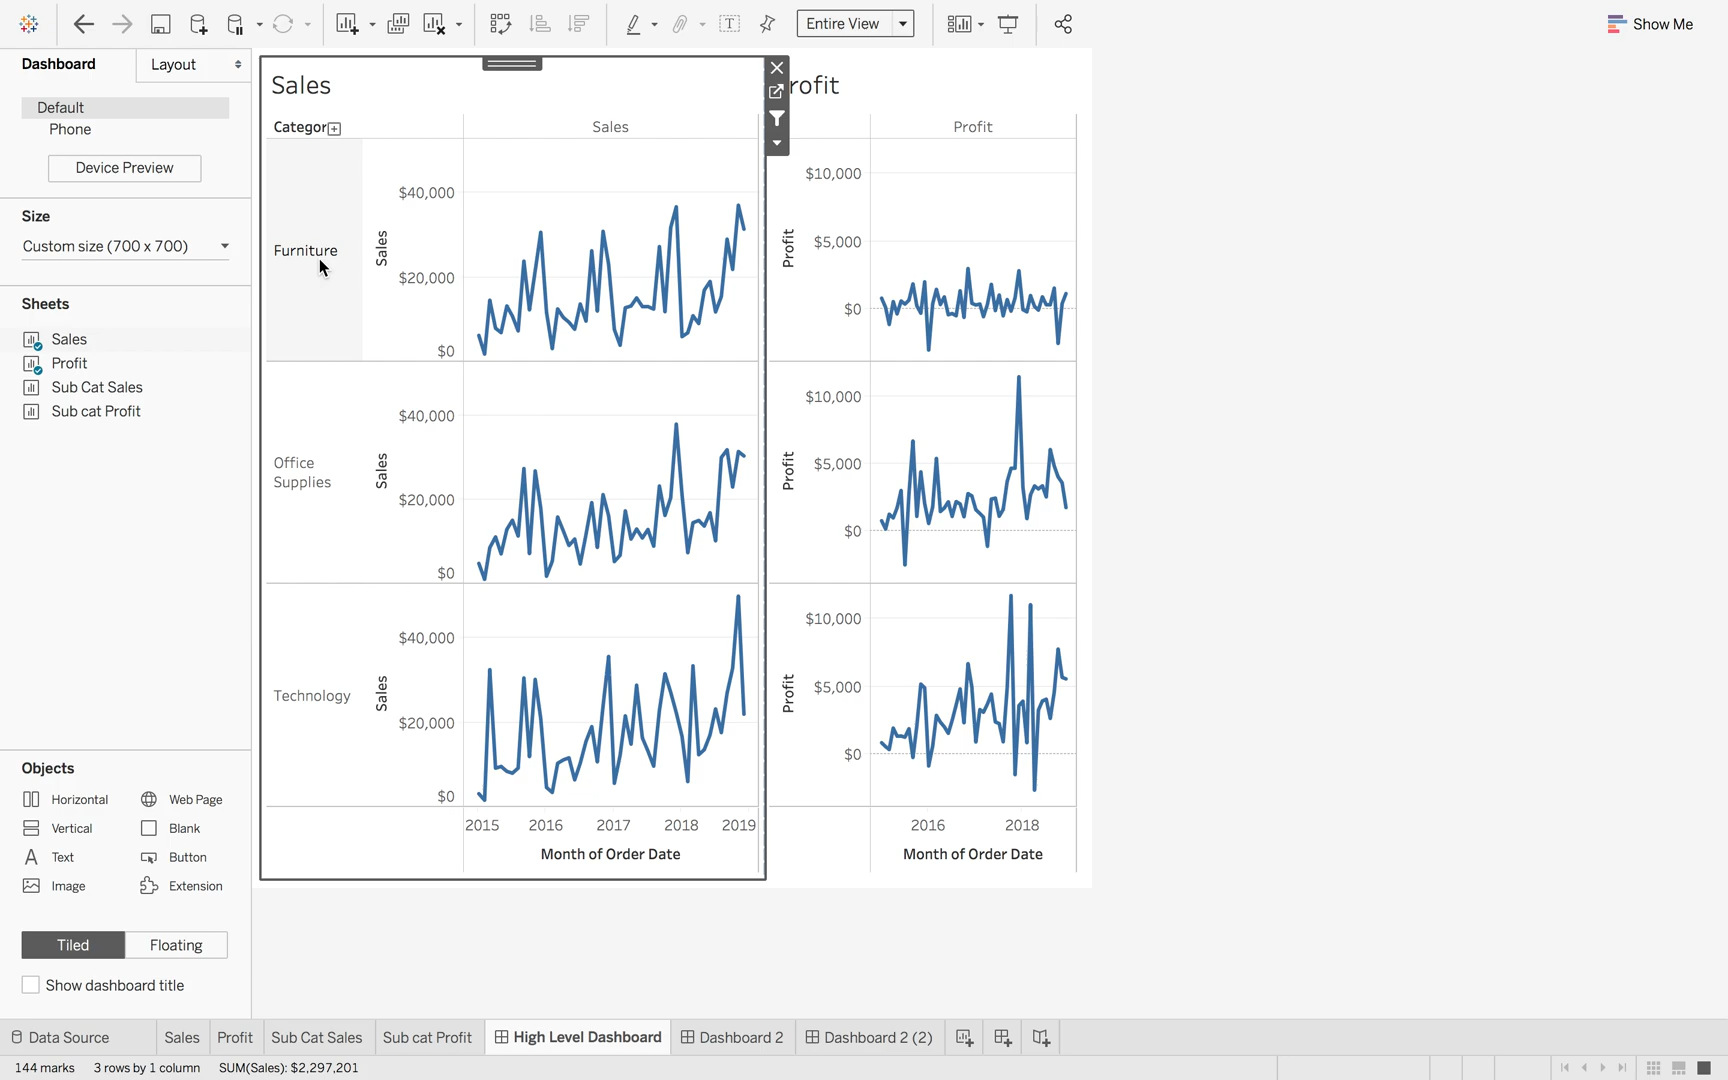 Entire View
Show Me
Dashboard
Layout
Default
Phone
Device Preview
Size
Custom size (700 x 700)
Sheets
Sales
Profit
Sub Cat Sales
Sub cat Profit
Objects
Horizontal
Web Page
Vertical
Blank
Text
Button
Image
Extension
Tiled
Floating
Show dashboard title
Sales
Categor
Sales
Furniture
Sales
$40,000
$20,000
$0
Office
Supplies
Sales
$40,000
$20,000
$0
Technology
Sales
$40,000
$20,000
$0
2015 2016 2017 2018 2019
Month of Order Date
rofit
Profit
Profit
$10,000
$5,000
$0
Profit
$10,000
$5,000
$0
Profit
$10,000
$5,000
$0
2016 2018
Month of Order Date
Data Source
Sales
Profit
Sub Cat Sales
Sub cat Profit
High Level Dashboard
Dashboard 2
Dashboard 2 (2)
144 marks
3 rows by 1 column
SUM(Sales): $2,297,201